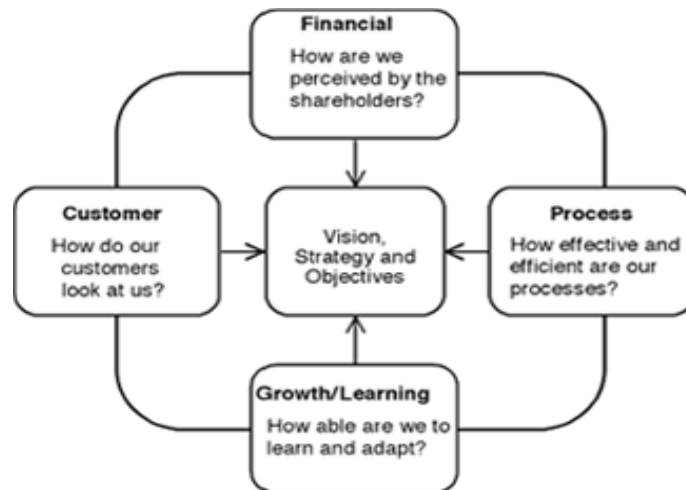 Financial
How are we
perceived by the
shareholders?
Customer
How do our
customers
look at us?
Vision,
Strategy and
Objectives
Process
How effective and
efficient are our
processes?
Growth/Learning
How able are we to
learn and adapt?